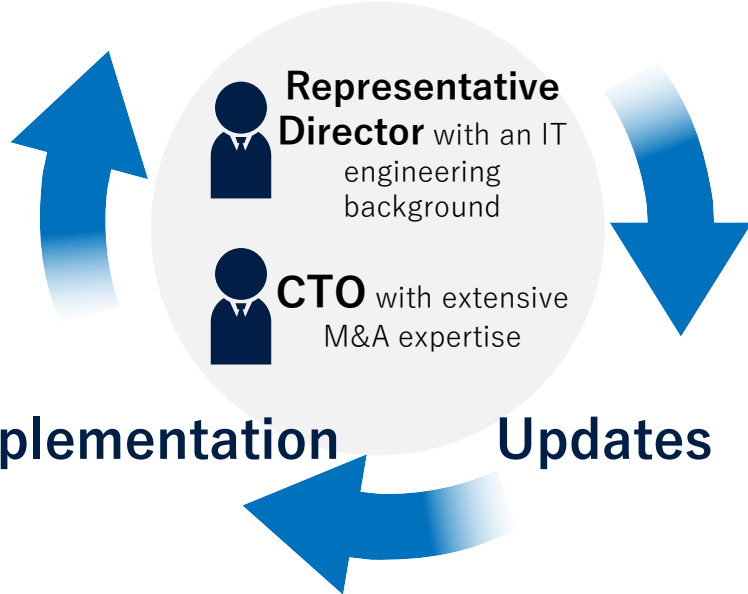 Representative
Director with an IT
engineering
background
CTO with extensive
M&A expertise
plementation
Updates